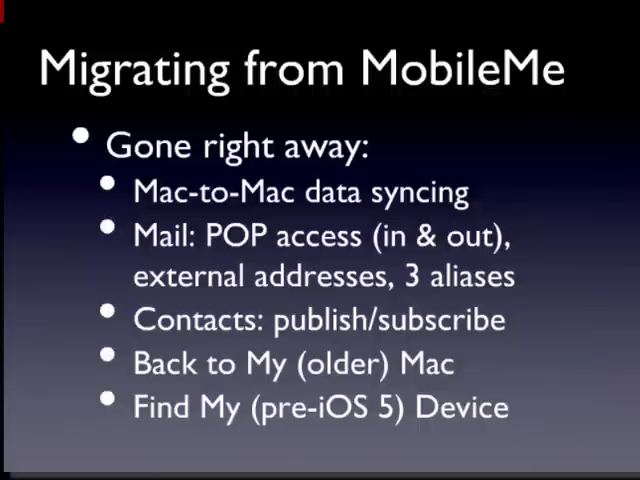 Migrating from MobileMe
• Gone right away:
• Mac-to-Mac data syncing
• Mail: POP access (in & out),
external addresses, 3 aliases
• Contacts: publish/subscribe
• Back to My (older) Mac
• Find My (pre-iOS 5) Device